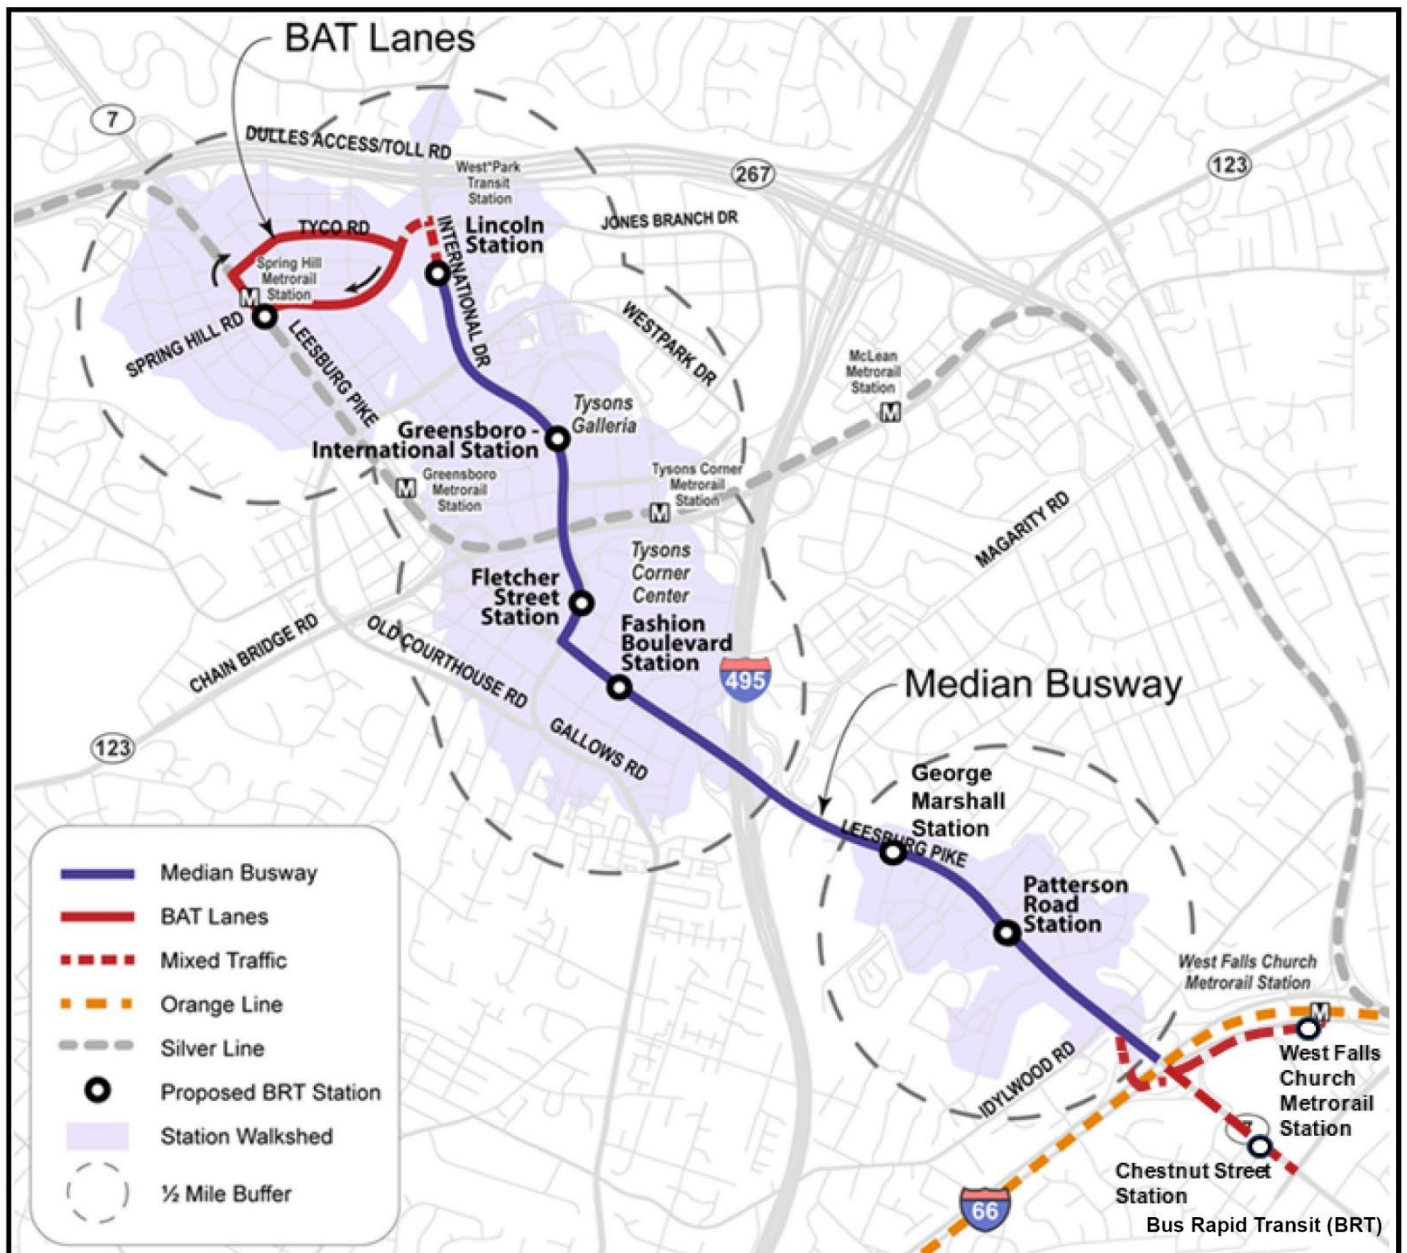 BAT Lanes
7
DULLES ACCESS/TOLL RD
West*Park
Transit
Station
267
123
TYCO RD
INTERNATIONAL DR
Lincoln
Station
JONES BRANCH DR
Spring Hill
Metrorail
Station
M
SPRING HILL RD
LEESBURG PIKE
WESTPARK DR
McLean
Metrorail
Station
M
Tysons
Galleria
Greensboro -
International Station
Greensboro
Metrorail
Station
M
Tysons Corner
Metrorail
Station
M
MAGARITY RD
Tysons
Corner
Center
Fletcher
Street
Station
Fashion
Boulevard
Station
CHAIN BRIDGE RD
OLD COURTHOUSE RD
495
Median Busway
123
GALLOWS RD
George
Marshall
Station
LEESBURG PIKE
Patterson
Road
Station
West Falls Church
Metrorail Station
M
IDYLWOOD RD
West Falls
Church
Metrorail
Station
7
Chestnut Street
Station
66
Bus Rapid Transit (BRT)
Median Busway
BAT Lanes
Mixed Traffic
Orange Line
Silver Line
Proposed BRT Station
Station Walkshed
½ Mile Buffer